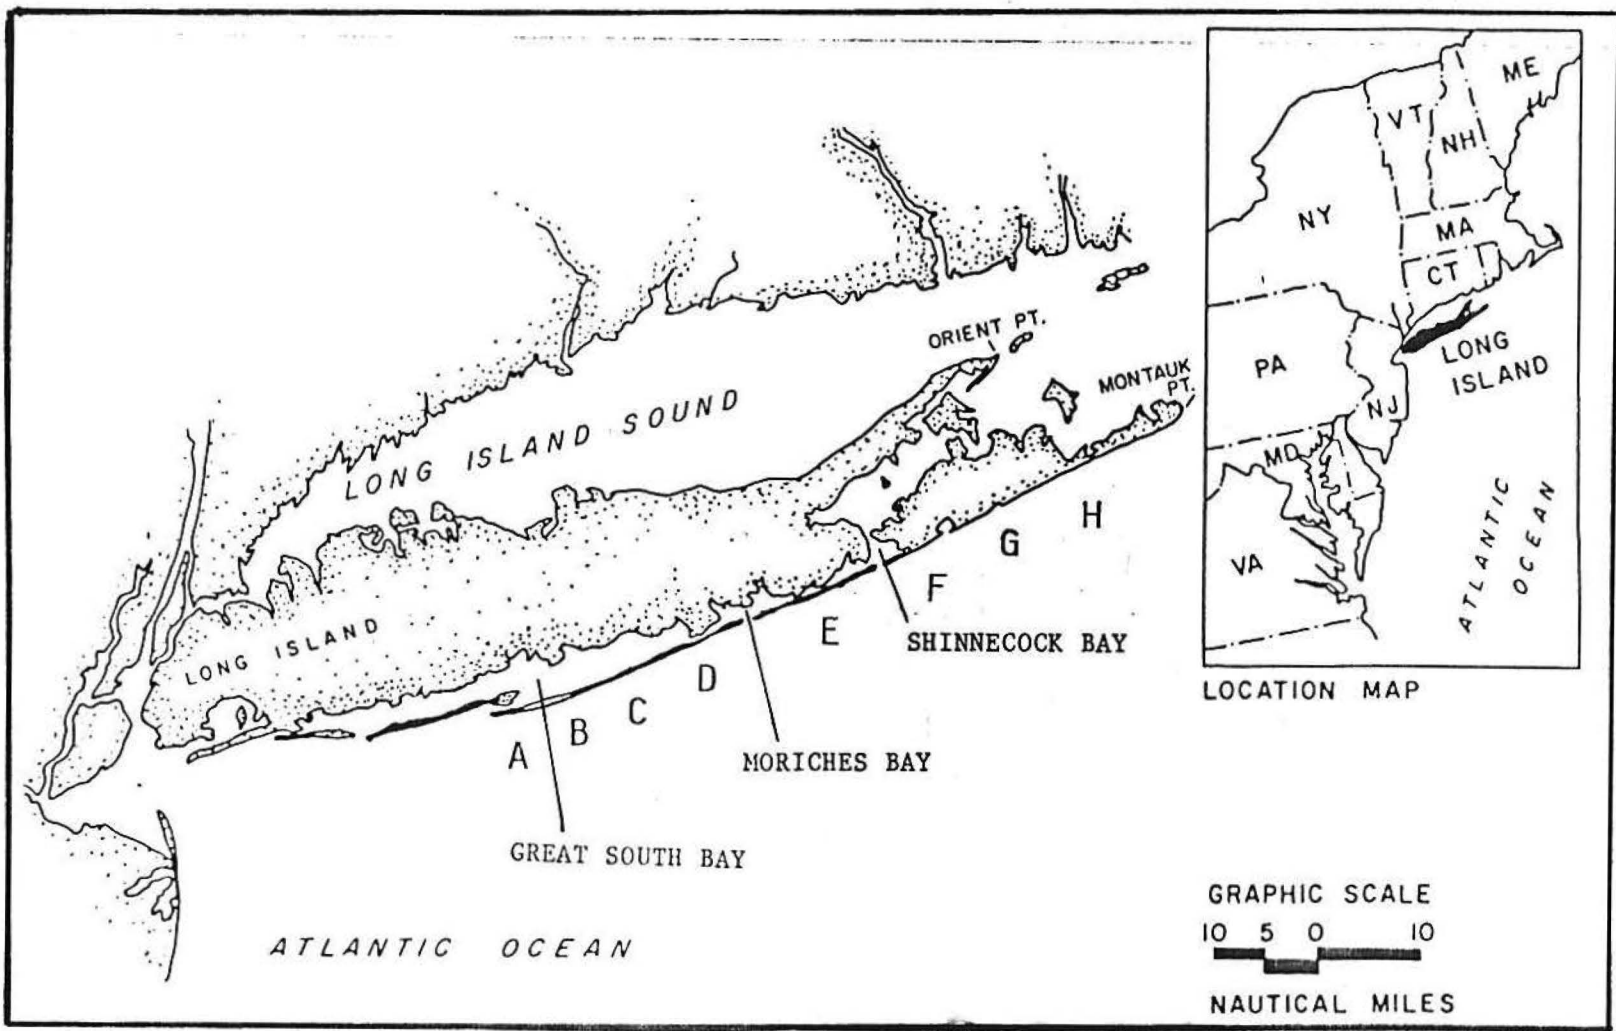 LONG ISLAND SOUND
ORIENT PT.
MONTAUK
PT.
LONG ISLAND
A
B
C
D
E
F
G
H
SHINNECOCK BAY
MORICHES BAY
GREAT SOUTH BAY
ATLANTIC OCEAN
ME
VT
NH
NY
MA
CT
LONG
ISLAND
PA
NJ
MD
VA
ATLANTIC
OCEAN
LOCATION MAP
GRAPHIC SCALE
10 5 0 10
NAUTICAL MILES